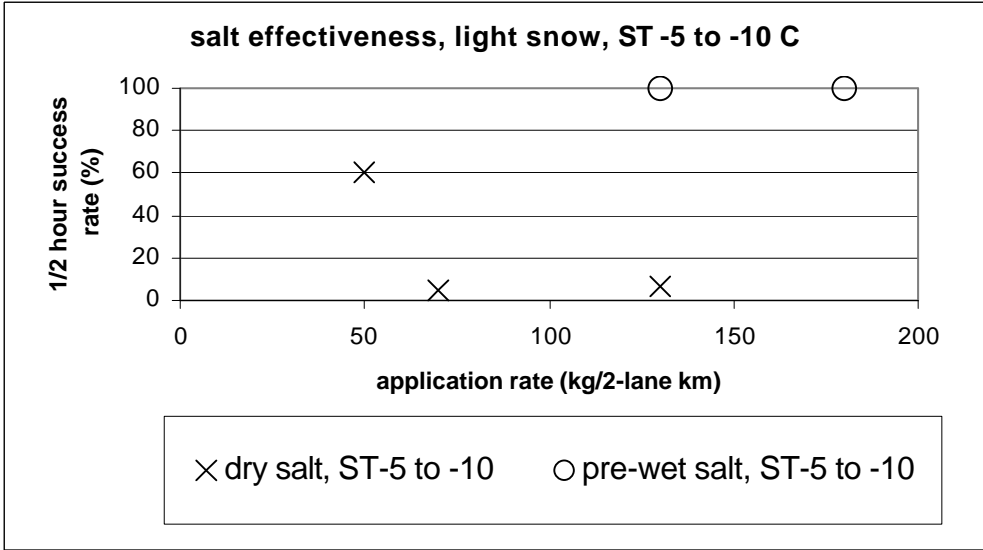 salt effectiveness, light snow, ST -5 to -10 C
1/2 hour success
rate (%)
100
80
60
40
20
0
0 50 100 150 200
application rate (kg/2-lane km)
dry salt, ST-5 to -10 pre-wet salt, ST-5 to -10